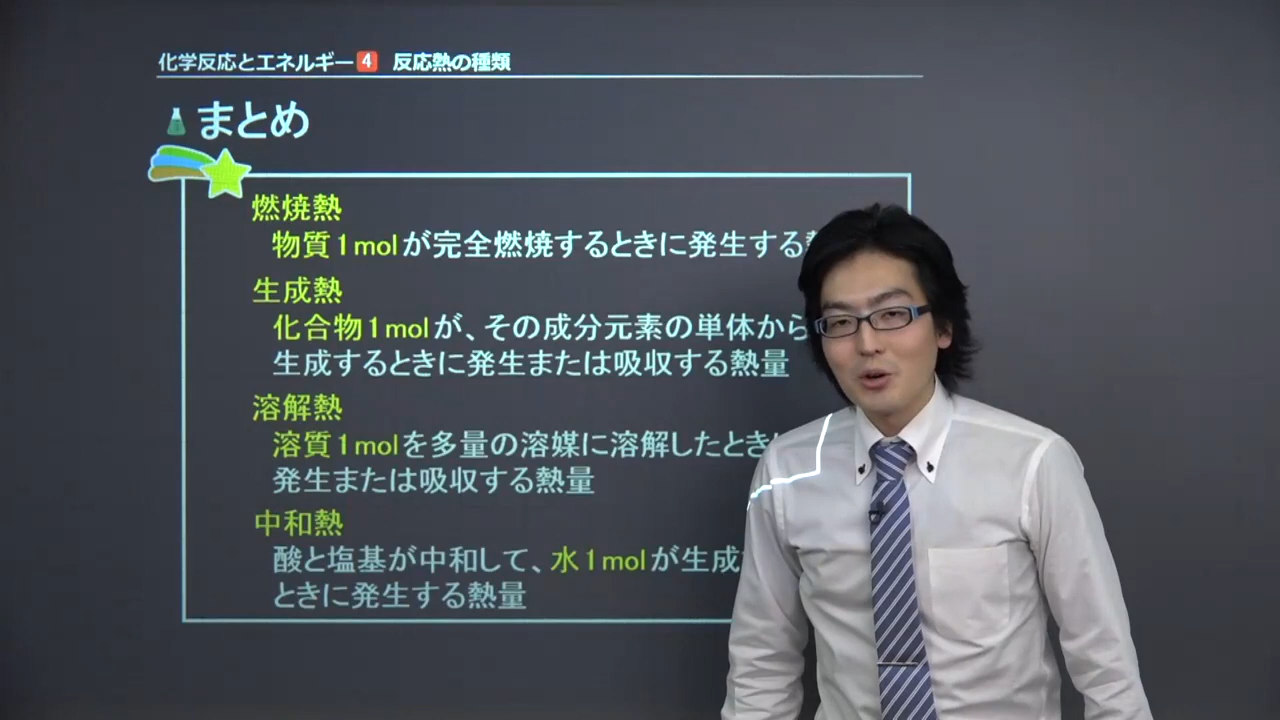 化学反応とエネルギー4 反応熱の種類
まとめ
燃焼熱
物質1molが完全燃焼するときに発生する
生成熱
化合物1molが、その成分元素の単体から
生成するときに発生または吸収する熱量
溶解熱
溶質1molを多量の溶媒に溶解したとき
発生または吸収する熱量
中和熱
酸と塩基が中和して、水1molが生成
ときに発生する熱量